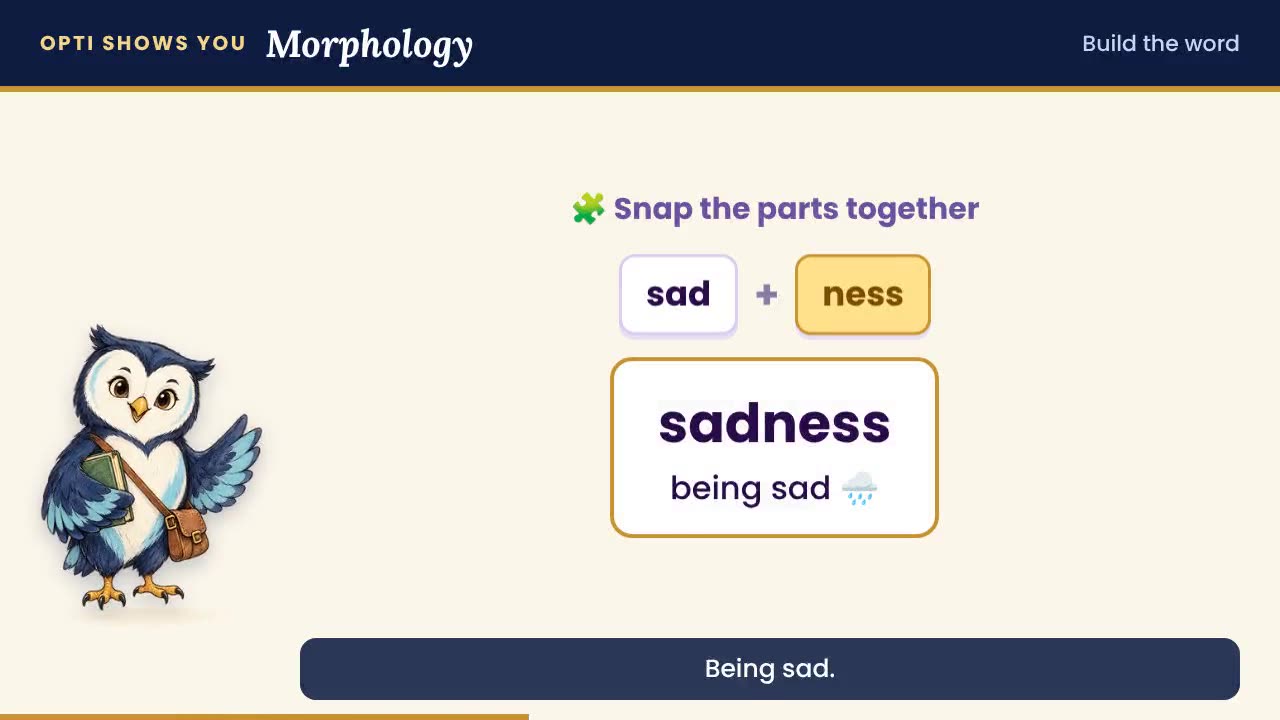 OPTI SHOWS YOU Morphology
Build the word
🧩 Snap the parts together
sad + ness
sadness
being sad 🌧️
Being sad.